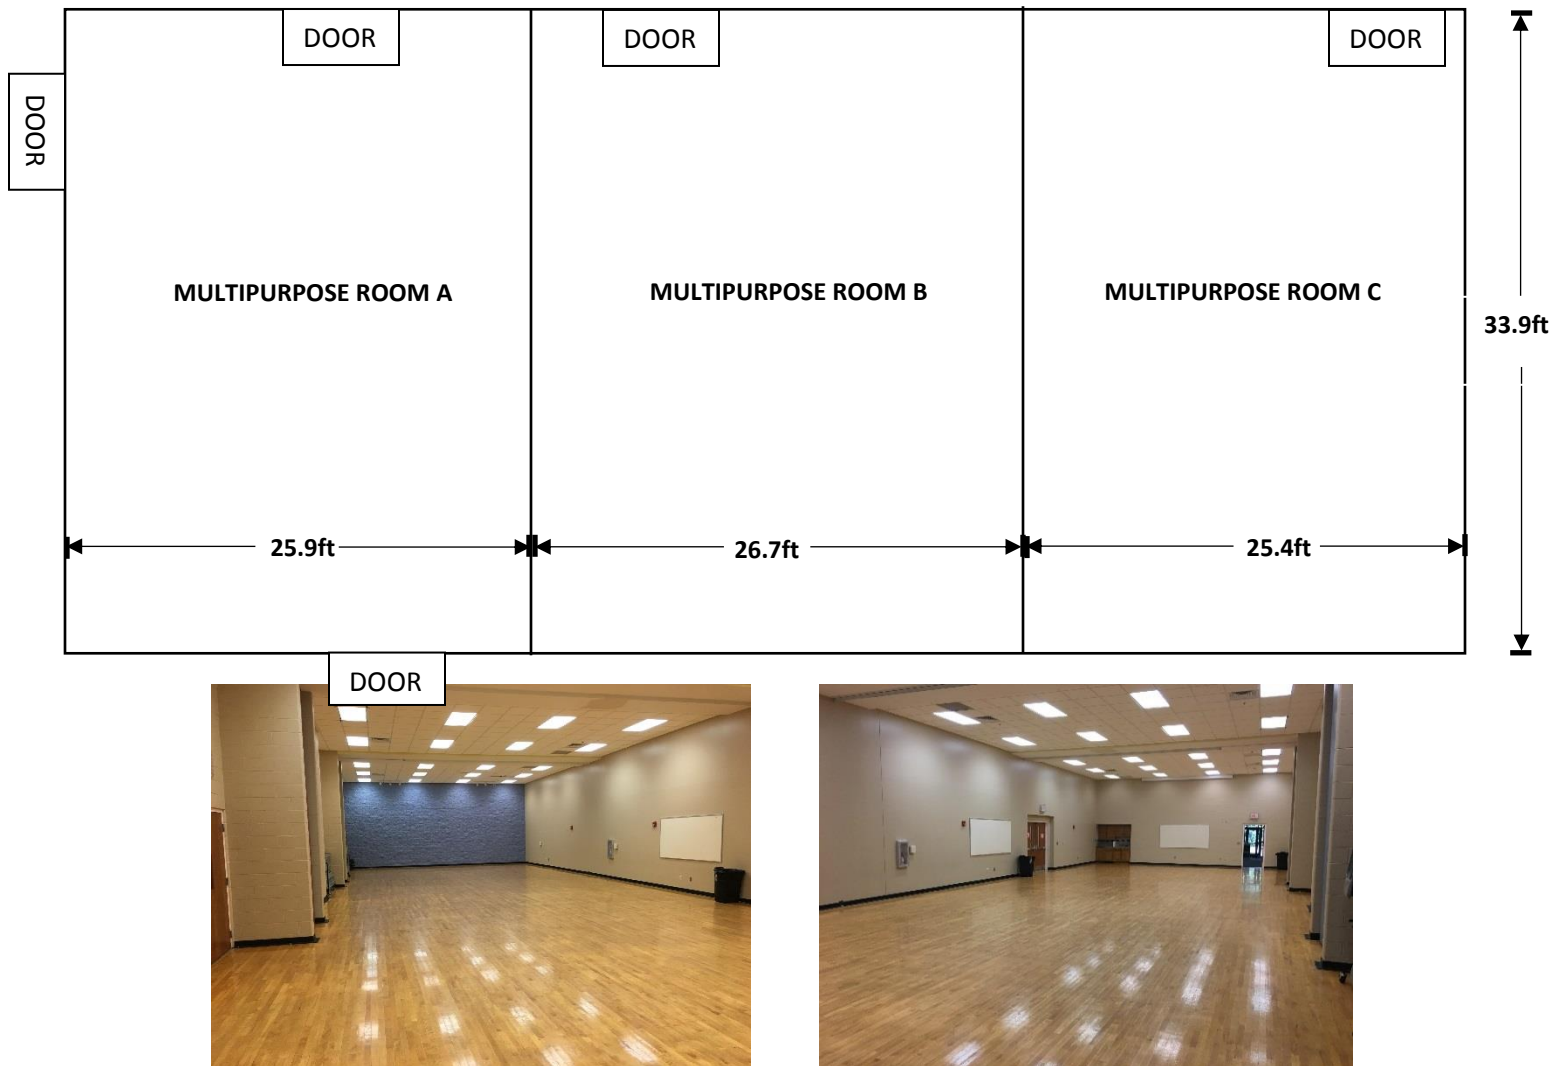 DOOR
DOOR
DOOR
DOOR
MULTIPURPOSE ROOM A
MULTIPURPOSE ROOM B
MULTIPURPOSE ROOM C
33.9ft
25.9ft
26.7ft
25.4ft
DOOR